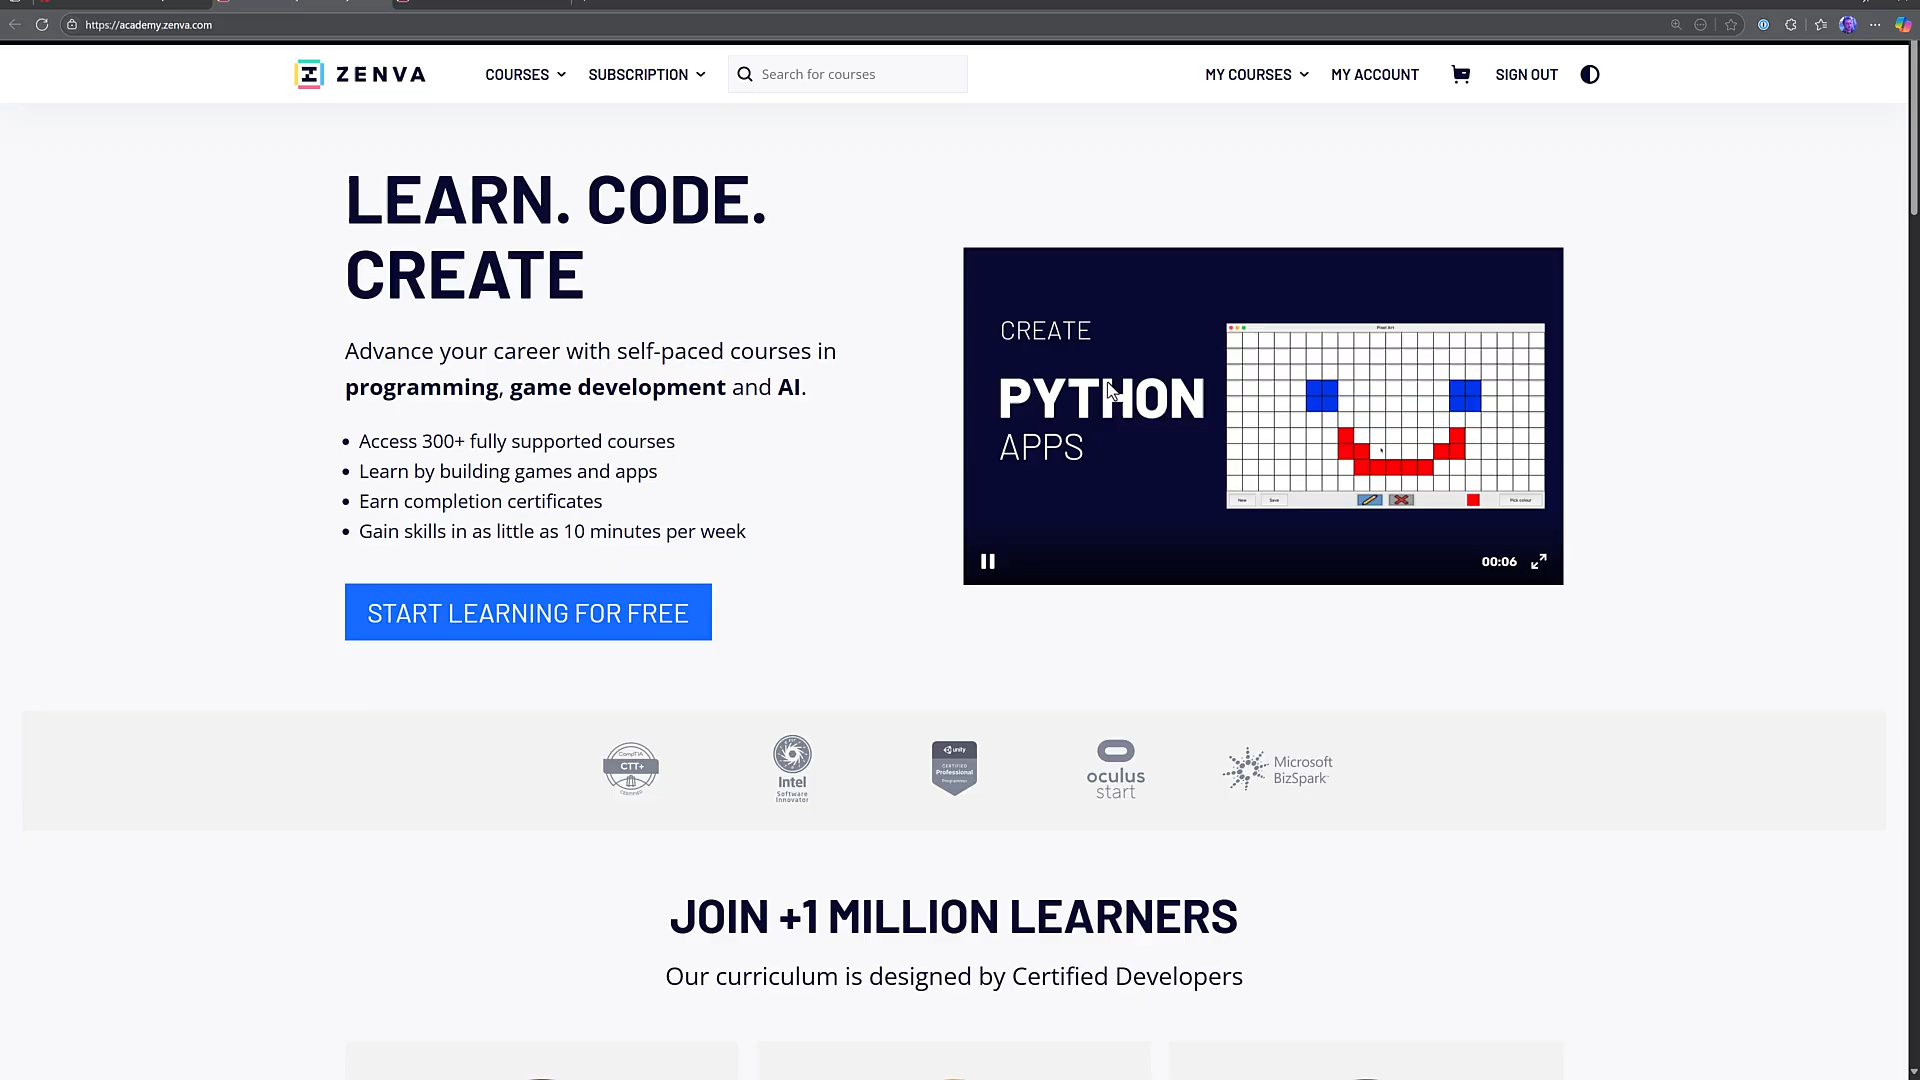 https://academy.zenva.com
ZENVA
COURSES
SUBSCRIPTION
Search for courses
MY COURSES
MY ACCOUNT
SIGN OUT
LEARN. CODE.
CREATE
Advance your career with self-paced courses in
programming, game development and AI.
Access 300+ fully supported courses
Learn by building games and apps
Earn completion certificates
Gain skills in as little as 10 minutes per week
START LEARNING FOR FREE
CREATE
PYTHON
APPS
Pixel Art
New
Save
Pick colour
00:06
CompTIA
CTT+
CERTIFIED
Intel
Software
Innovator
unity
CERTIFIED
Professional
Programmer
oculus
start
Microsoft
BizSpark
JOIN +1 MILLION LEARNERS
Our curriculum is designed by Certified Developers